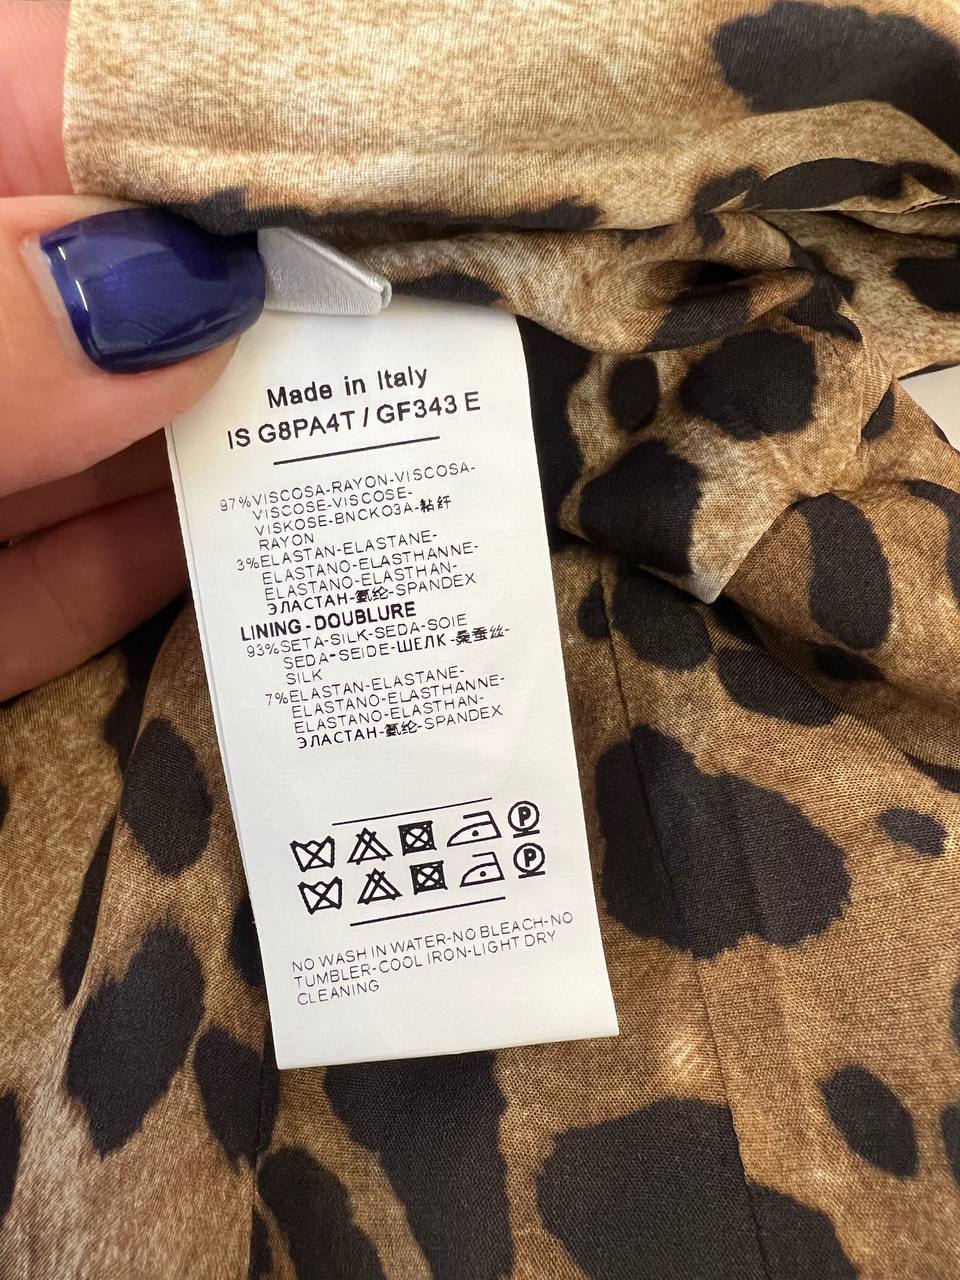 Made in Italy
IS G8PA4T / GF343 E
97%VISCOSA-RAYON-VISCOSA-
VISCOSE-VISCOSE-
VISKOSE-BNCKO3A-粘纤
RAYON
3%ELASTAN-ELASTANE-
ELASTANO-ELASTHANNE-
ELASTANO-ELASTHAN-
ЭЛАСТАН-氨纶-SPANDEX
LINING-DOUBLURE
93%SETA-SILK-SEDA-SOIE
SEDA-SEIDE-ШЕЛК-桑蚕丝-
SILK
7%ELASTAN-ELASTANE-
ELASTANO-ELASTHANNE-
ELASTANO-ELASTHAN-
ЭЛАСТАН-氨纶-SPANDEX
P
P
NO WASH IN WATER-NO BLEACH-NO
TUMBLER-COOL IRON-LIGHT DRY
CLEANING